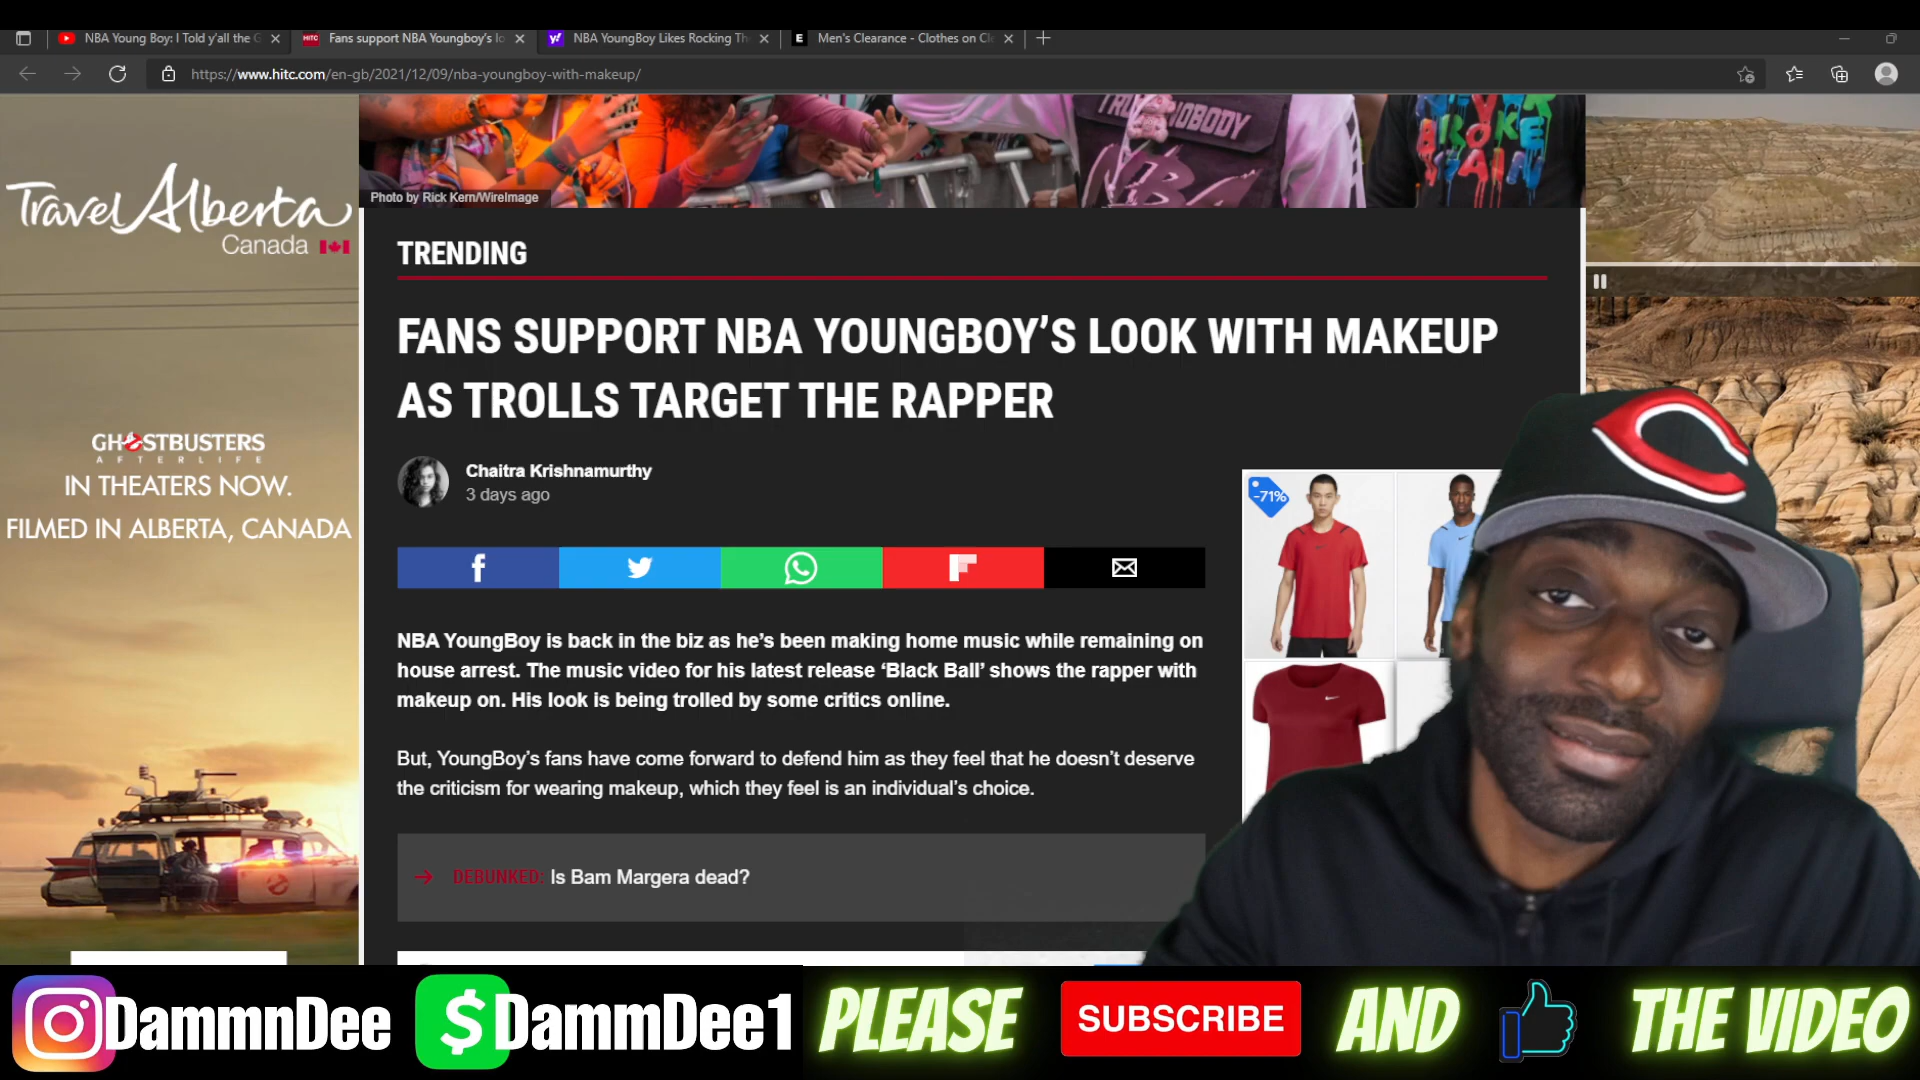 NBA Young Boy: I Told y'all the G
Fans support NBA Youngboy's lo
NBA YoungBoy Likes Rocking Th
Men's Clearance - Clothes on Cl
https://www.hitc.com/en-gb/2021/12/09/nba-youngboy-with-makeup/
BROKE
AGAIN
NBA
Photo by Rick Kern/WireImage
Travel Alberta
Canada
TRENDING
FANS SUPPORT NBA YOUNGBOY'S LOOK WITH MAKEUP
AS TROLLS TARGET THE RAPPER
GHOSTBUSTERS
AFTERLIFE
IN THEATERS NOW.
FILMED IN ALBERTA, CANADA
Chaitra Krishnamurthy
3 days ago
-71%
NBA YoungBoy is back in the biz as he's been making home music while remaining on
house arrest. The music video for his latest release 'Black Ball' shows the rapper with
makeup on. His look is being trolled by some critics online.
But, YoungBoy's fans have come forward to defend him as they feel that he doesn't deserve
the criticism for wearing makeup, which they feel is an individual's choice.
DEBUNKED: Is Bam Margera dead?
DammnDee
DammDee1
PLEASE
SUBSCRIBE
AND
THE VIDEO